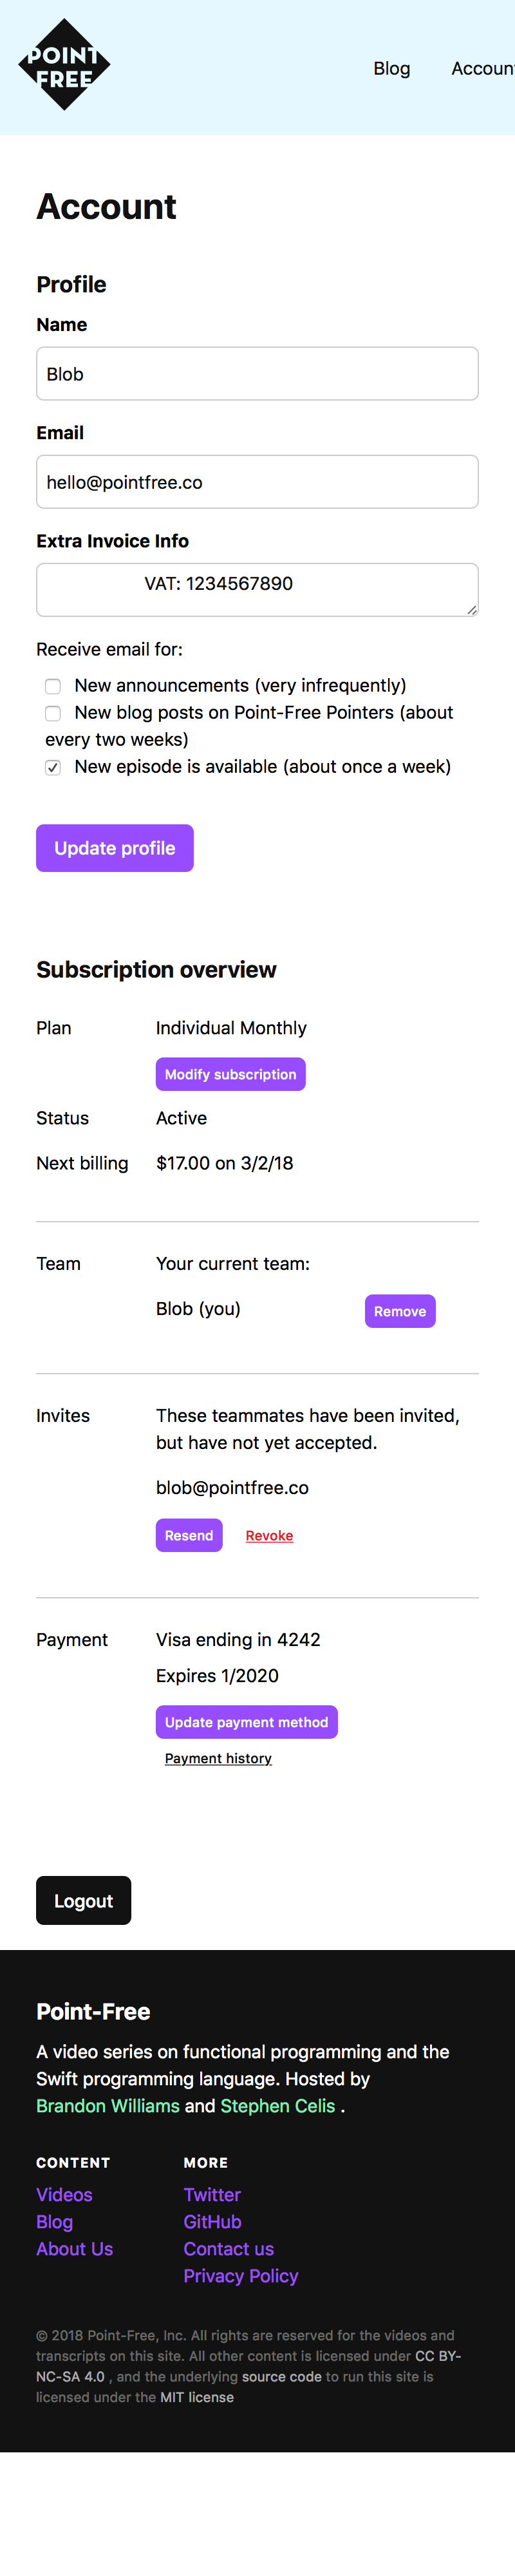 POINT
FREE
Blog Accoun
Account
Profile
Name
Blob
Email
hello@pointfree.co
Extra Invoice Info
VAT: 1234567890
Receive email for:
New announcements (very infrequently)
New blog posts on Point-Free Pointers (about
every two weeks)
New episode is available (about once a week)
Update profile
Subscription overview
Plan Individual Monthly
Modify subscription
Status Active
Next billing $17.00 on 3/2/18
Team Your current team:
Blob (you) Remove
Invites These teammates have been invited,
but have not yet accepted.
blob@pointfree.co
Resend Revoke
Payment Visa ending in 4242
Expires 1/2020
Update payment method
Payment history
Logout
Point-Free
A video series on functional programming and the
Swift programming language. Hosted by
Brandon Williams and Stephen Celis .
CONTENT MORE
Videos Twitter
Blog GitHub
About Us Contact us
Privacy Policy
© 2018 Point-Free, Inc. All rights are reserved for the videos and
transcripts on this site. All other content is licensed under CC BY-
NC-SA 4.0 , and the underlying source code to run this site is
licensed under the MIT license